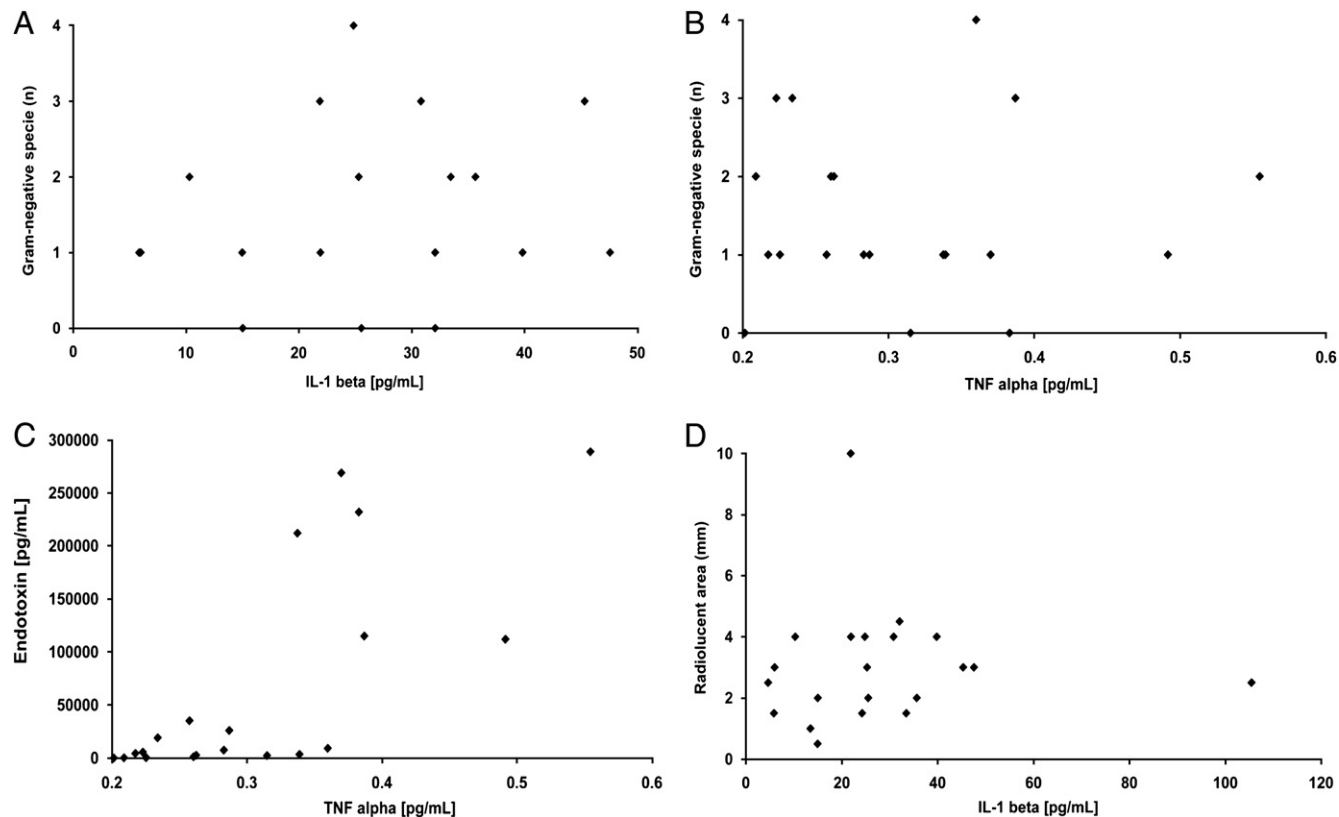 A
Gram-negative specie (n)
4
3
2
1
0
0 10 20 30 40 50
IL-1 beta [pg/mL]
B
Gram-negative specie (n)
4
3
2
1
0
0.2 0.3 0.4 0.5 0.6
TNF alpha [pg/mL]
C
Endotoxin [pg/mL]
300000
250000
200000
150000
100000
50000
0
0.2 0.3 0.4 0.5 0.6
TNF alpha [pg/mL]
D
Radiolucent area (mm)
10
8
6
4
2
0
0 20 40 60 80 100 120
IL-1 beta [pg/mL]